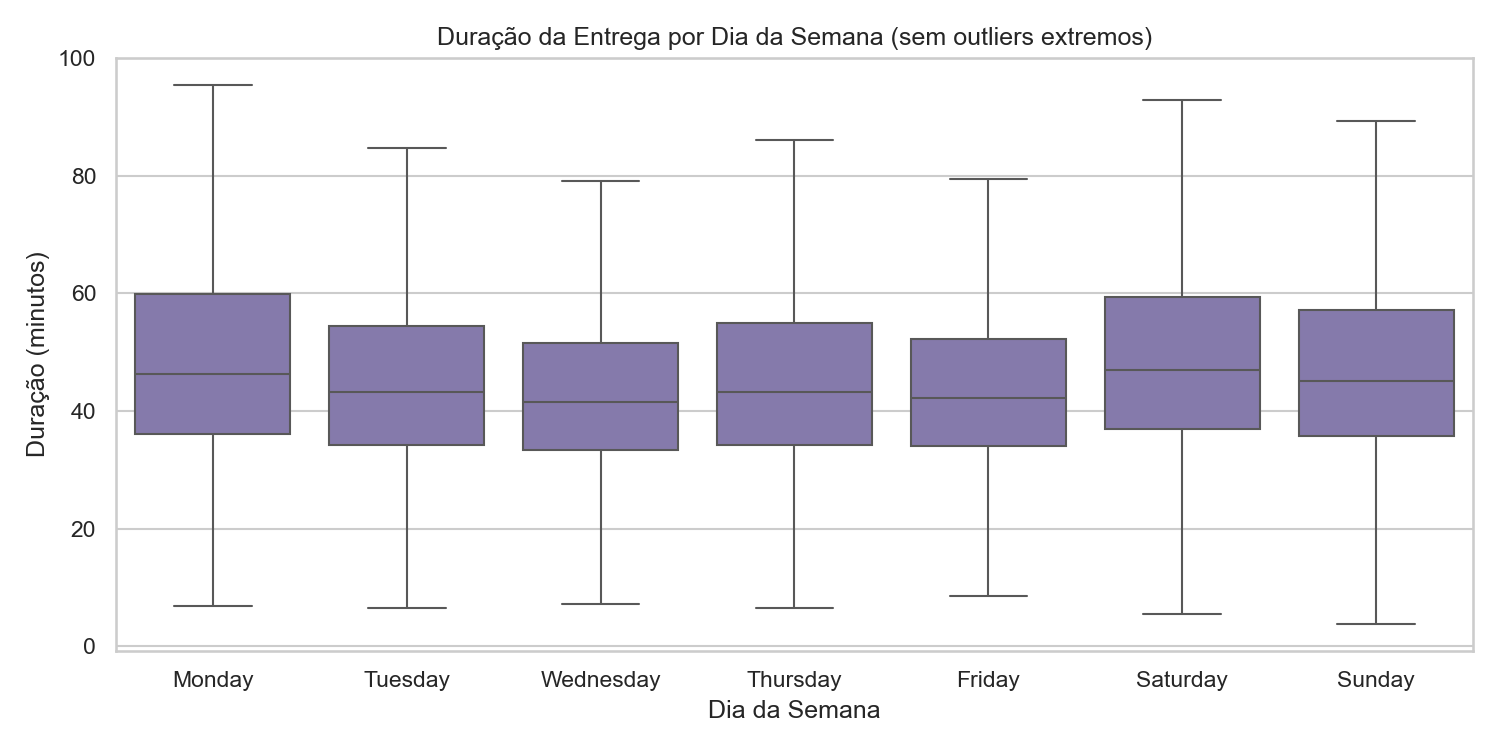 Duração da Entrega por Dia da Semana (sem outliers extremos)
Duração (minutos)
100
80
60
40
20
0
Monday Tuesday Wednesday Thursday Friday Saturday Sunday
Dia da Semana